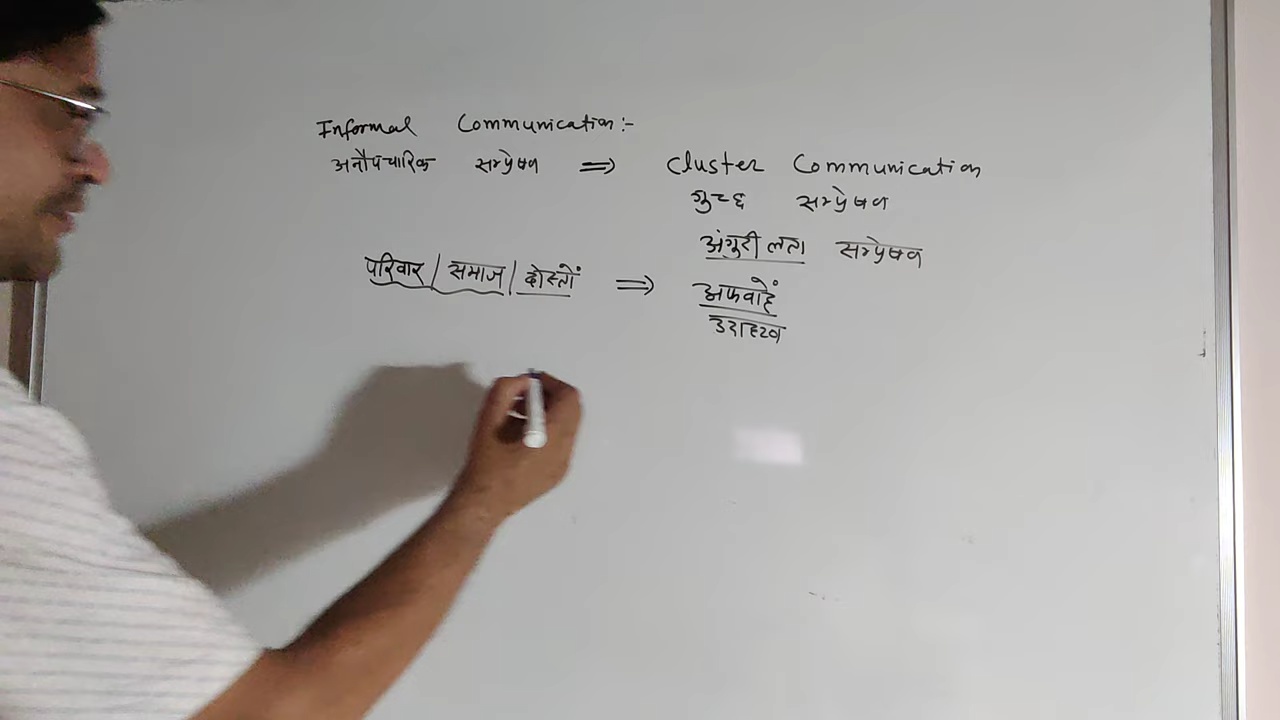 Informal Communication:-
अनौपचारिक सम्प्रेषण ⇒ Cluster Communication
गुच्छ सम्प्रेषण
अंगुरी लता सम्प्रेषण
परिवार/समाज/दोस्तों ⇒ अफवाहें
उदाहरण